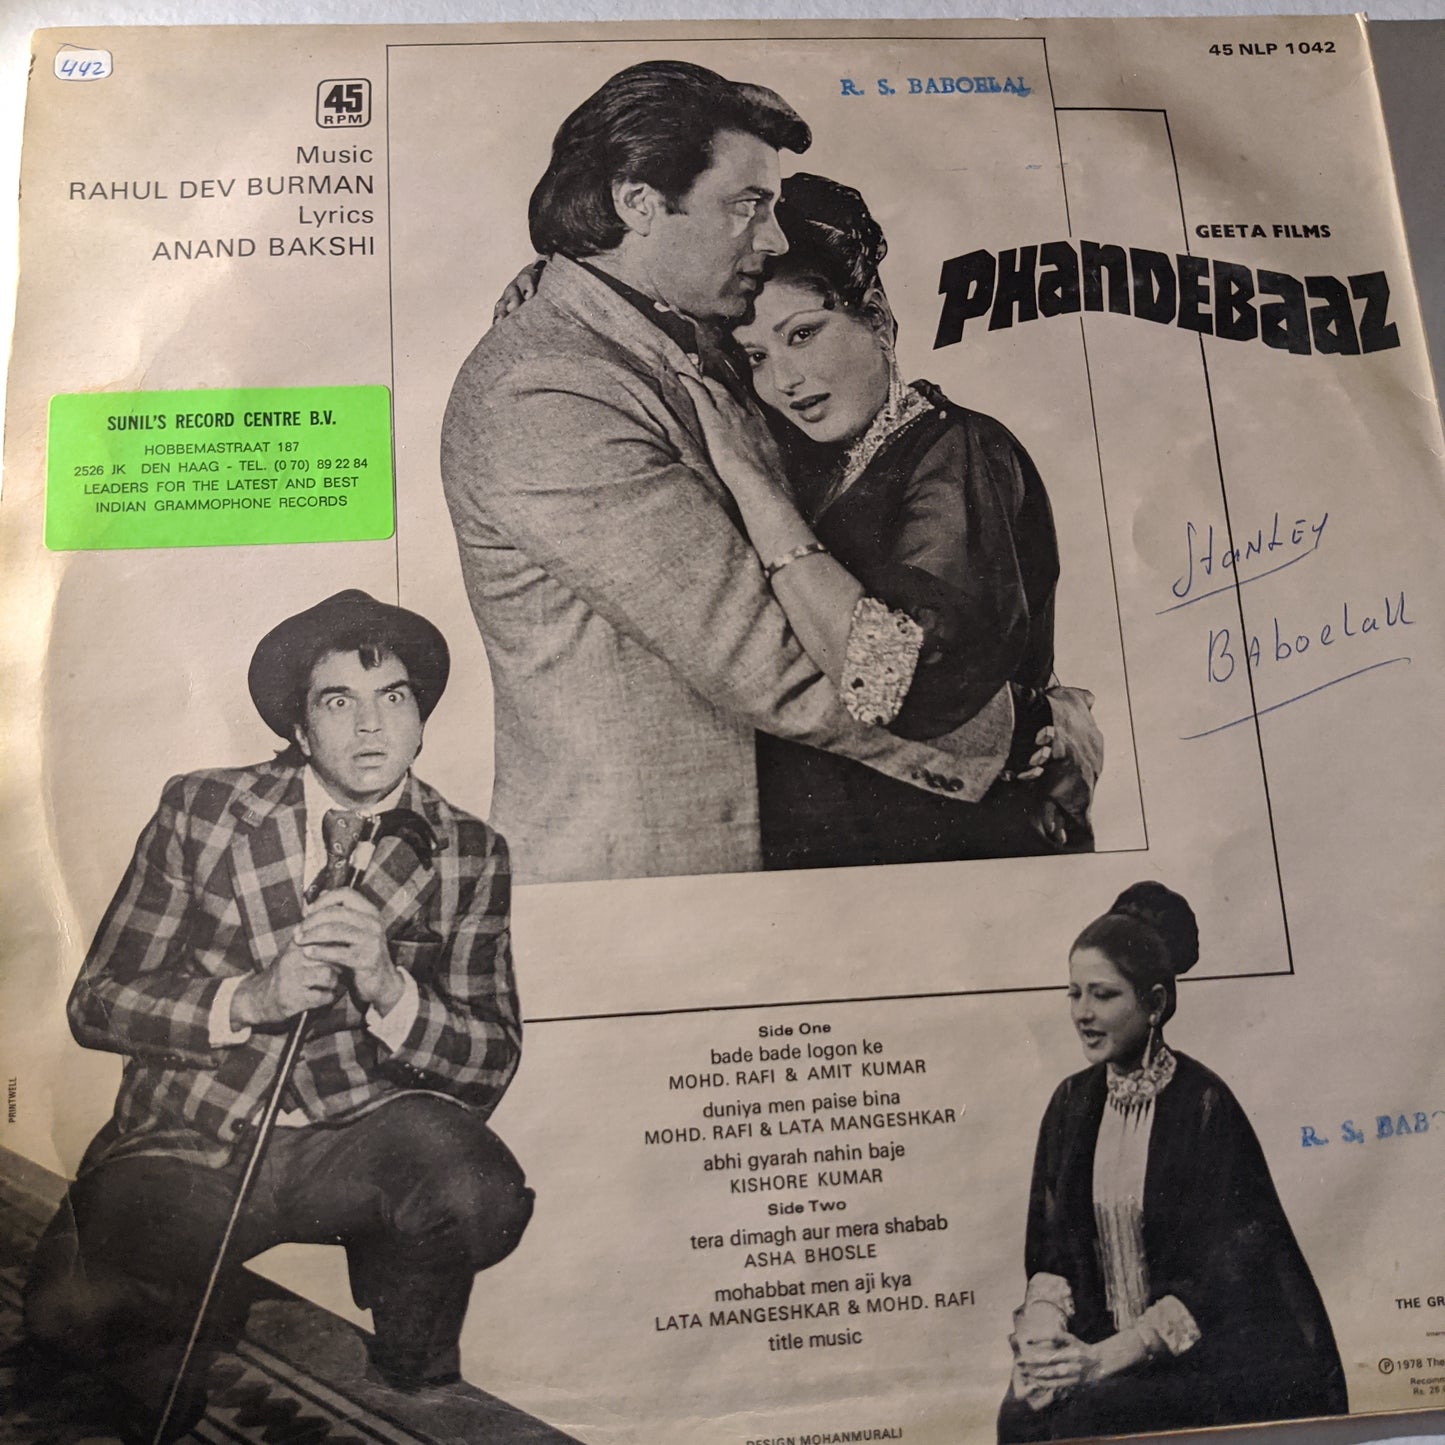 442
45 NLP 1042
R. S. BABOELAL
45
RPM
Music
RAHUL DEV BURMAN
Lyrics
ANAND BAKSHI
GEETA FILMS
PHANDEBAAZ
SUNIL'S RECORD CENTRE B.V.
HOBBEMASTRAAT 187
2526 JK DEN HAAG - TEL. (0 70) 89 22 84
LEADERS FOR THE LATEST AND BEST
INDIAN GRAMMOPHONE RECORDS
Stanley
Baboelall
Side One
bade bade logon ke
MOHD. RAFI & AMIT KUMAR
duniya men paise bina
MOHD. RAFI & LATA MANGESHKAR
abhi gyarah nahin baje
KISHORE KUMAR
Side Two
tera dimagh aur mera shabab
ASHA BHOSLE
mohabbat men aji kya
LATA MANGESHKAR & MOHD. RAFI
title music
R. S. BAB
PRINTWELL
THE GR
℗ 1978 The
Rs. 26
DESIGN MOHANMURALI